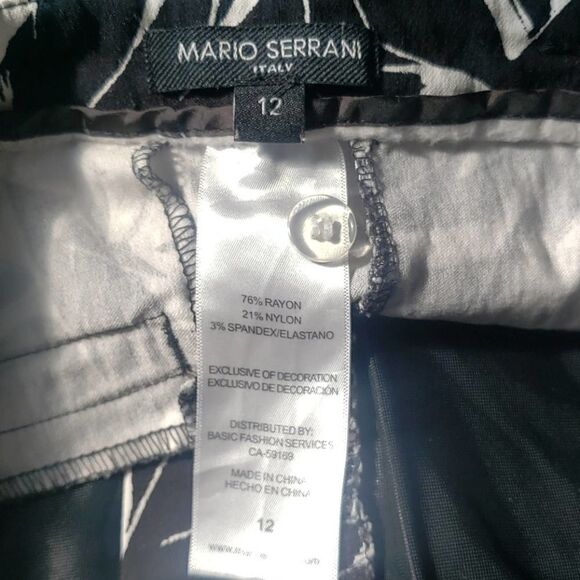 MARIO SERRANI
ITALY
12
76% RAYON
21% NYLON
3% SPANDEX/ELASTANO
EXCLUSIVE OF DECORATION
EXCLUSIVO DE DECORACIÓN
DISTRIBUTED BY:
BASIC FASHION SERVICES
CA-59169
MADE IN CHINA
HECHO EN CHINA
12